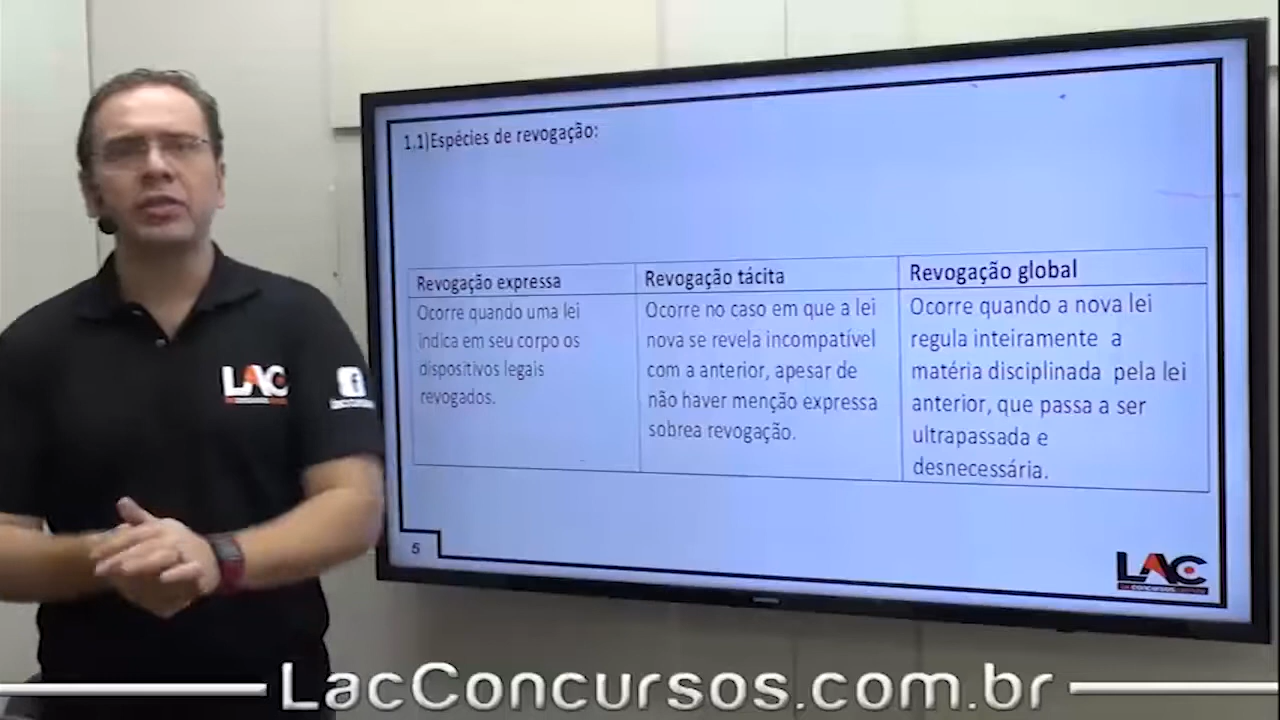 1.1)Espécies de revogação:
Revogação expressa
Ocorre quando uma lei
indica em seu corpo os
dispositivos legais
revogados.
Revogação tácita
Ocorre no caso em que a lei
nova se revela incompatível
com a anterior, apesar de
não haver menção expressa
sobrea revogação.
Revogação global
Ocorre quando a nova lei
regula inteiramente a
matéria disciplinada pela lei
anterior, que passa a ser
ultrapassada e
desnecessária.
5
LAC
LAC
f
LacConcursos.com.br